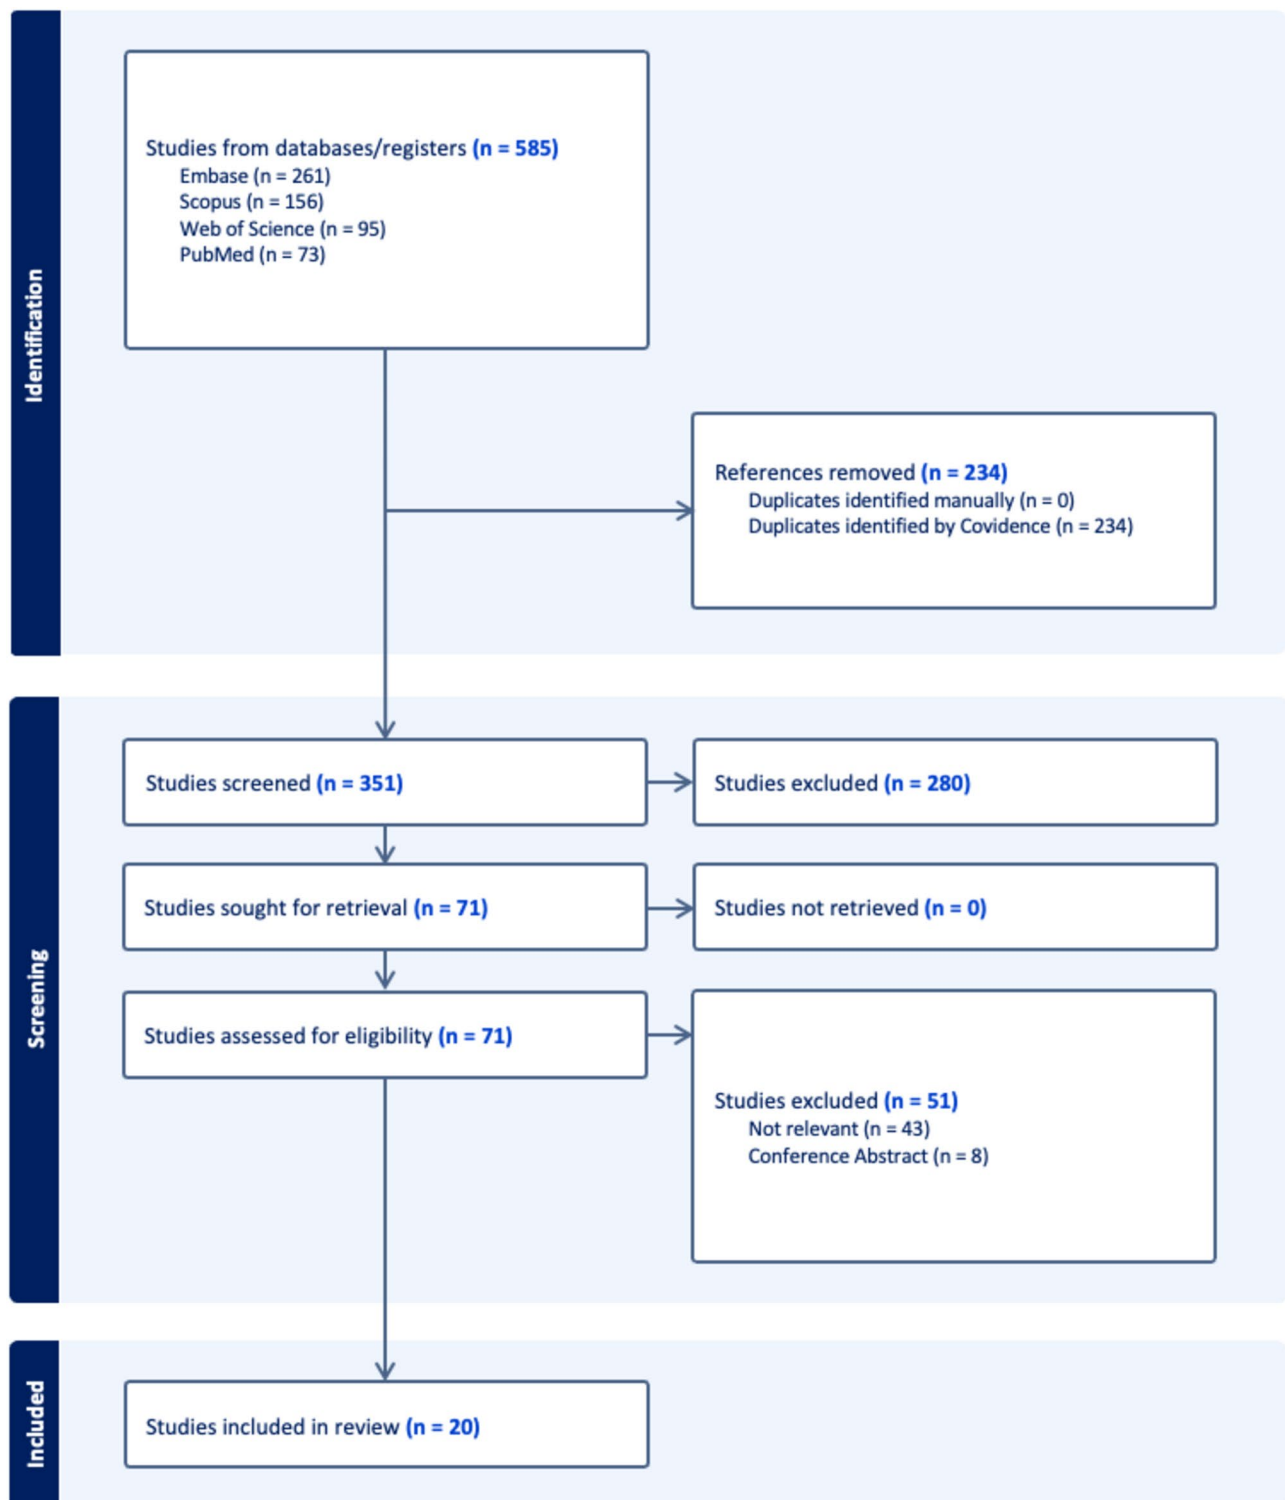 Identification
Studies from databases/registers (n = 585)
Embase (n = 261)
Scopus (n = 156)
Web of Science (n = 95)
PubMed (n = 73)
References removed (n = 234)
Duplicates identified manually (n = 0)
Duplicates identified by Covidence (n = 234)
Screening
Studies screened (n = 351)
Studies excluded (n = 280)
Studies sought for retrieval (n = 71)
Studies not retrieved (n = 0)
Studies assessed for eligibility (n = 71)
Studies excluded (n = 51)
Not relevant (n = 43)
Conference Abstract (n = 8)
Included
Studies included in review (n = 20)